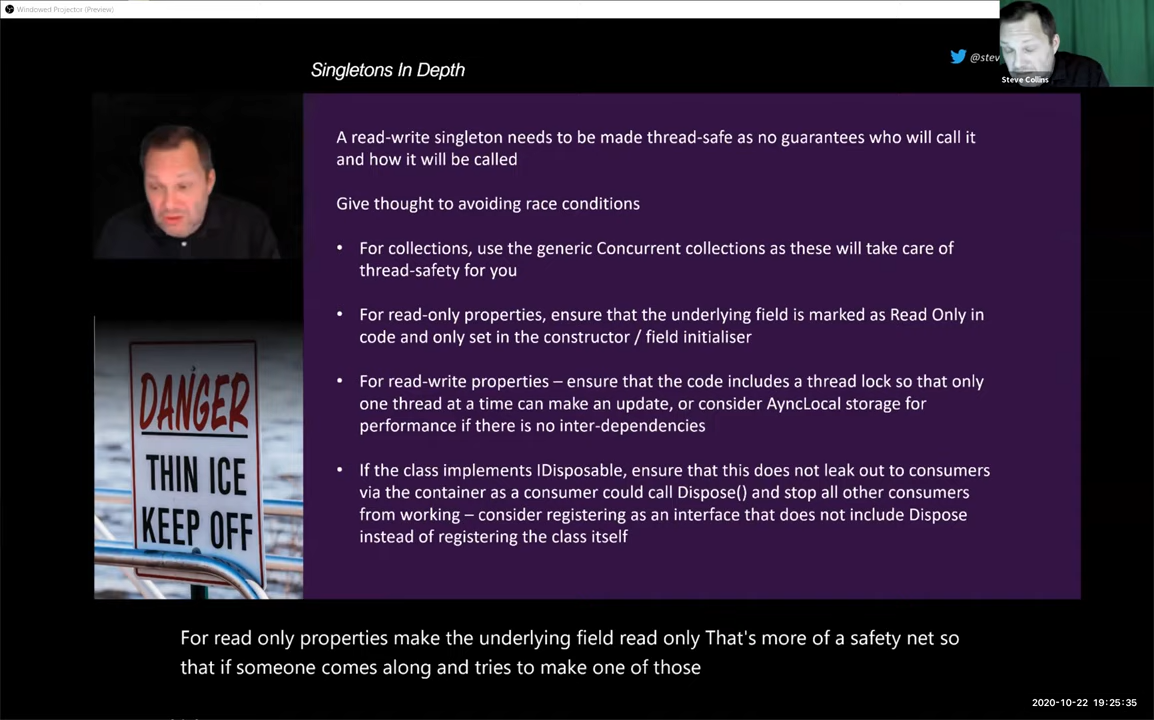 Windowed Projector (Preview)
Singletons In Depth
@stev
Steve Collins
A read-write singleton needs to be made thread-safe as no guarantees who will call it
and how it will be called
Give thought to avoiding race conditions
• For collections, use the generic Concurrent collections as these will take care of
thread-safety for you
• For read-only properties, ensure that the underlying field is marked as Read Only in
code and only set in the constructor / field initialiser
• For read-write properties – ensure that the code includes a thread lock so that only
one thread at a time can make an update, or consider AyncLocal storage for
performance if there is no inter-dependencies
• If the class implements IDisposable, ensure that this does not leak out to consumers
via the container as a consumer could call Dispose() and stop all other consumers
from working – consider registering as an interface that does not include Dispose
instead of registering the class itself
DANGER
THIN ICE
KEEP OFF
For read only properties make the underlying field read only That's more of a safety net so
that if someone comes along and tries to make one of those
2020-10-22 19:25:35